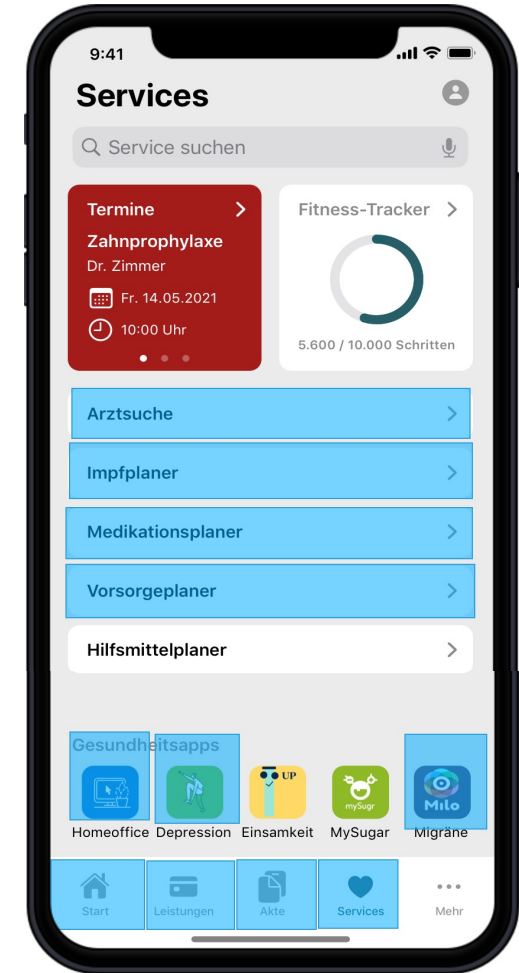 9:41
Services
Service suchen
Termine
Zahnprophylaxe
Dr. Zimmer
Fr. 14.05.2021
10:00 Uhr
Fitness-Tracker
5.600 / 10.000 Schritten
Arztsuche
Impfplaner
Medikationsplaner
Vorsorgeplaner
Hilfsmittelplaner
Gesundheitsapps
UP
mySugr
Milo
Homeoffice Depression Einsamkeit MySugar Migräne
Start Leistungen Akte Services Mehr